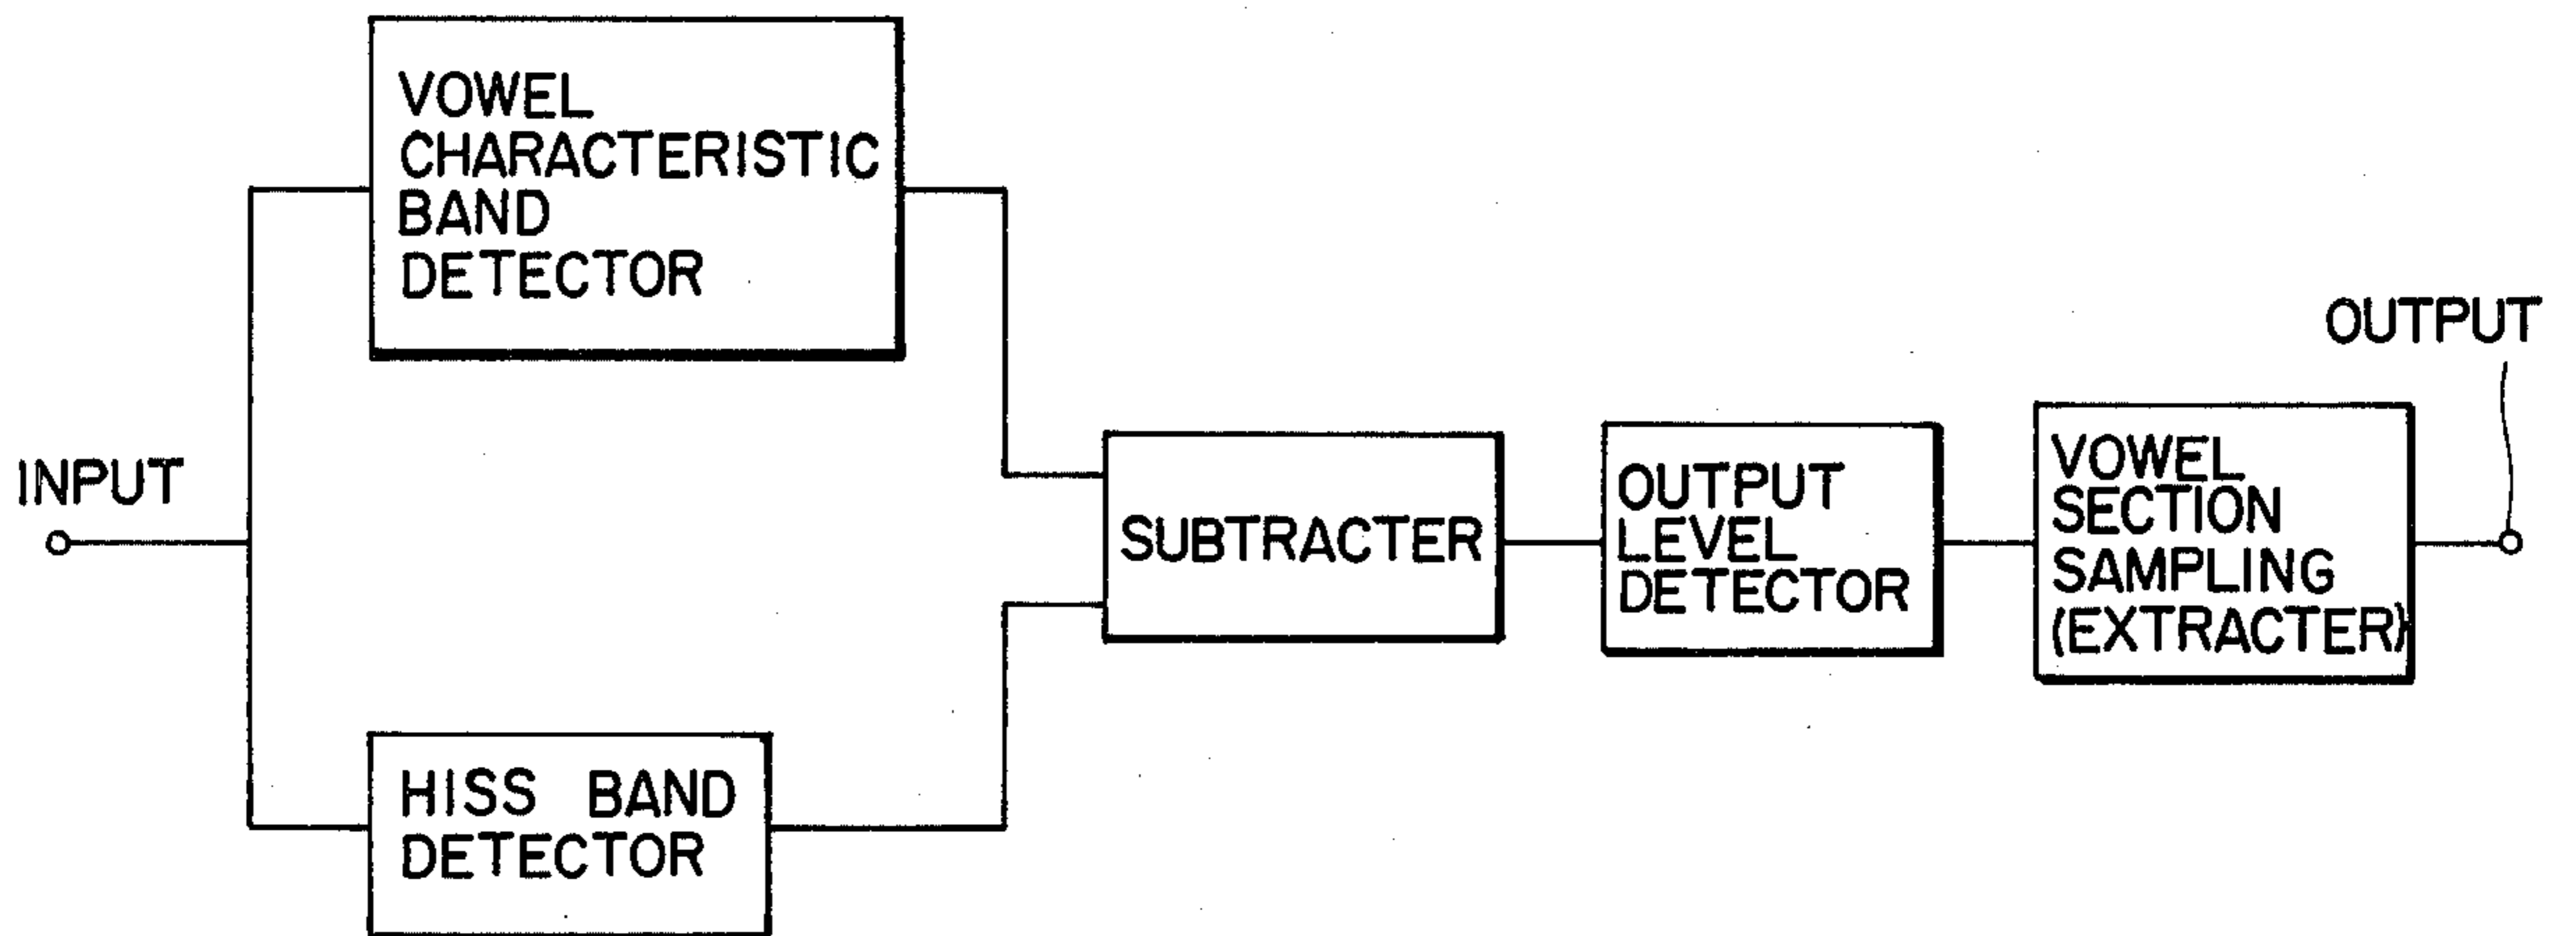 VOWEL
CHARACTERISTIC
BAND
DETECTOR
INPUT
HISS BAND
DETECTOR
SUBTRACTER
OUTPUT
LEVEL
DETECTOR
VOWEL
SECTION
SAMPLING
(EXTRACTER)
OUTPUT